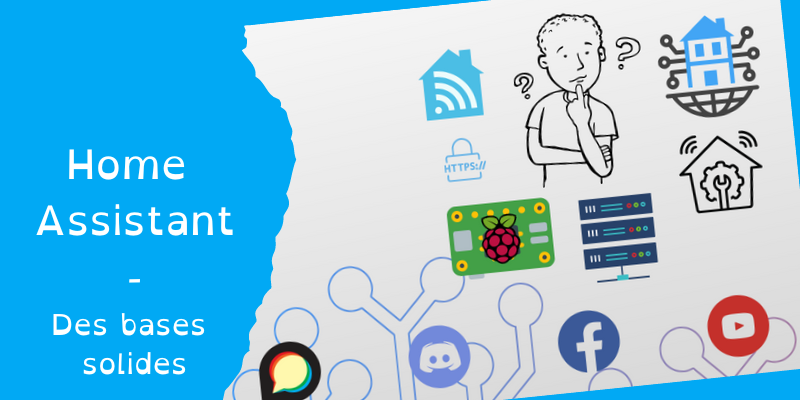 Home
Assistant
-
Des bases
solides
?
?
HTTPS://